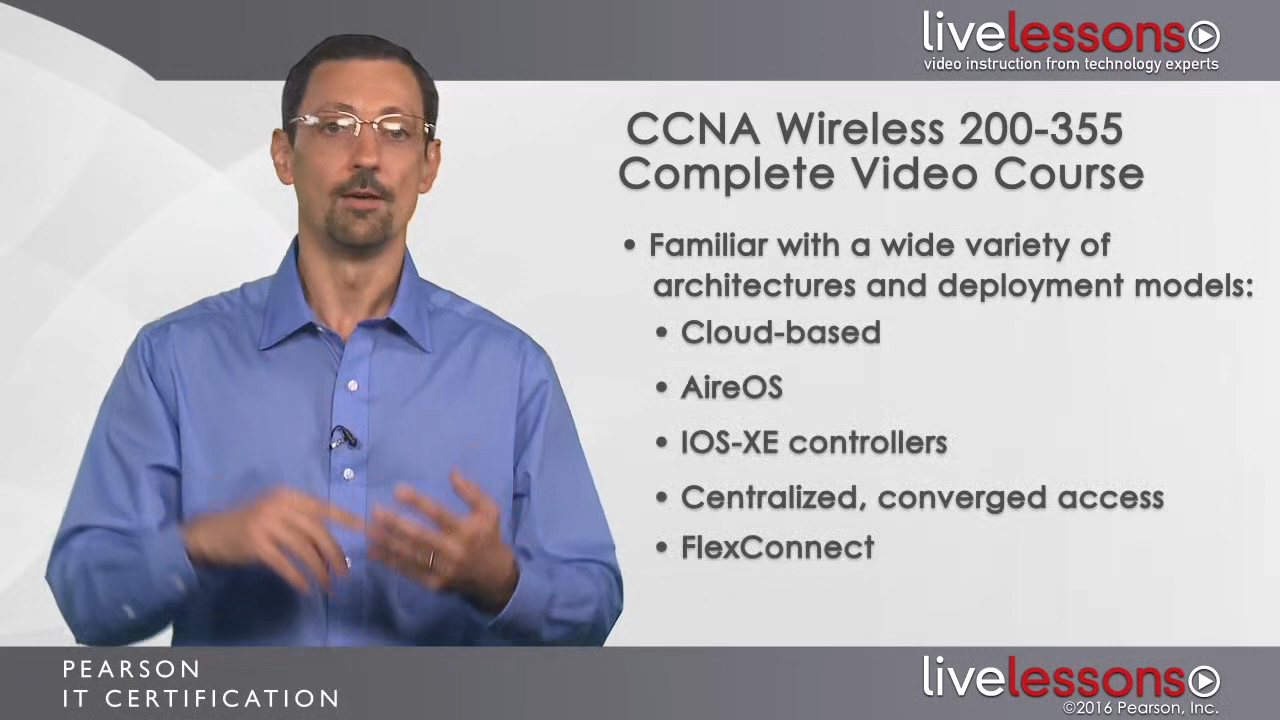 livelessons
video instruction from technology experts
CCNA Wireless 200-355
Complete Video Course
• Familiar with a wide variety of
architectures and deployment models:
• Cloud-based
• AireOS
• IOS-XE controllers
• Centralized, converged access
• FlexConnect
PEARSON
IT CERTIFICATION
livelessons
©2016 Pearson, Inc.